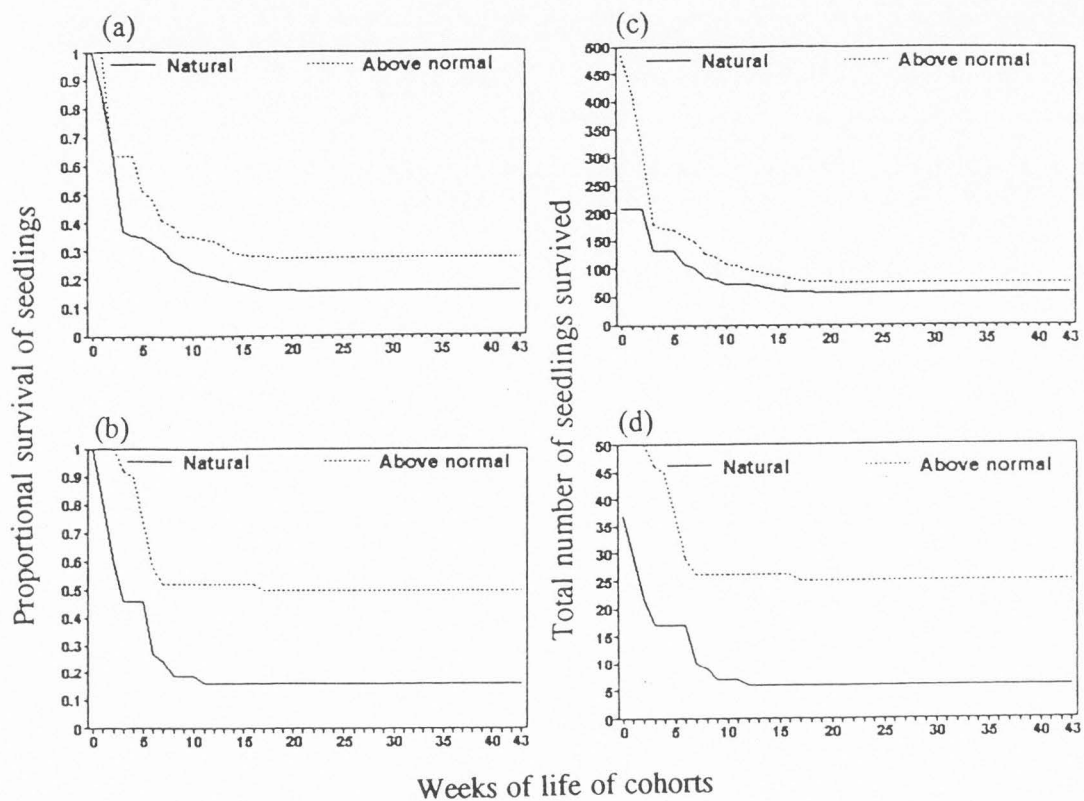 (a)
Natural Above normal
1
0.9
0.8
0.7
0.6
0.5
0.4
0.3
0.2
0.1
0
0 5 10 15 20 25 30 35 40 43
(c)
Natural Above normal
500
450
400
350
300
250
200
150
100
50
0
0 5 10 15 20 25 30 35 40 43
Proportional survival of seedlings
Total number of seedlings survived
(b)
Natural Above normal
1
0.9
0.8
0.7
0.6
0.5
0.4
0.3
0.2
0.1
0
0 5 10 15 20 25 30 35 40 43
(d)
Natural Above normal
50
45
40
35
30
25
20
15
10
5
0
0 5 10 15 20 25 30 35 40 43
Weeks of life of cohorts